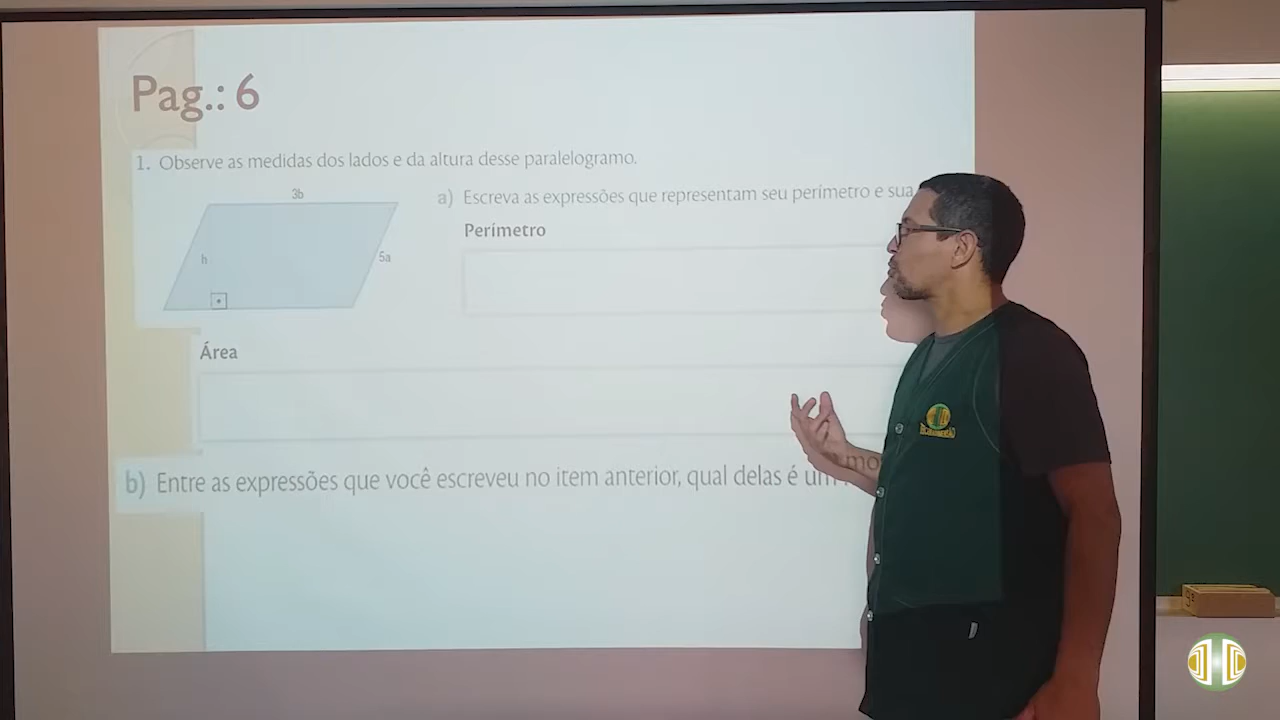 Pag.: 6
1. Observe as medidas dos lados e da altura desse paralelogramo.
3b
a) Escreva as expressões que representam seu perímetro e sua
Perímetro
h
5a
Área
b) Entre as expressões que você escreveu no item anterior, qual delas é um mo